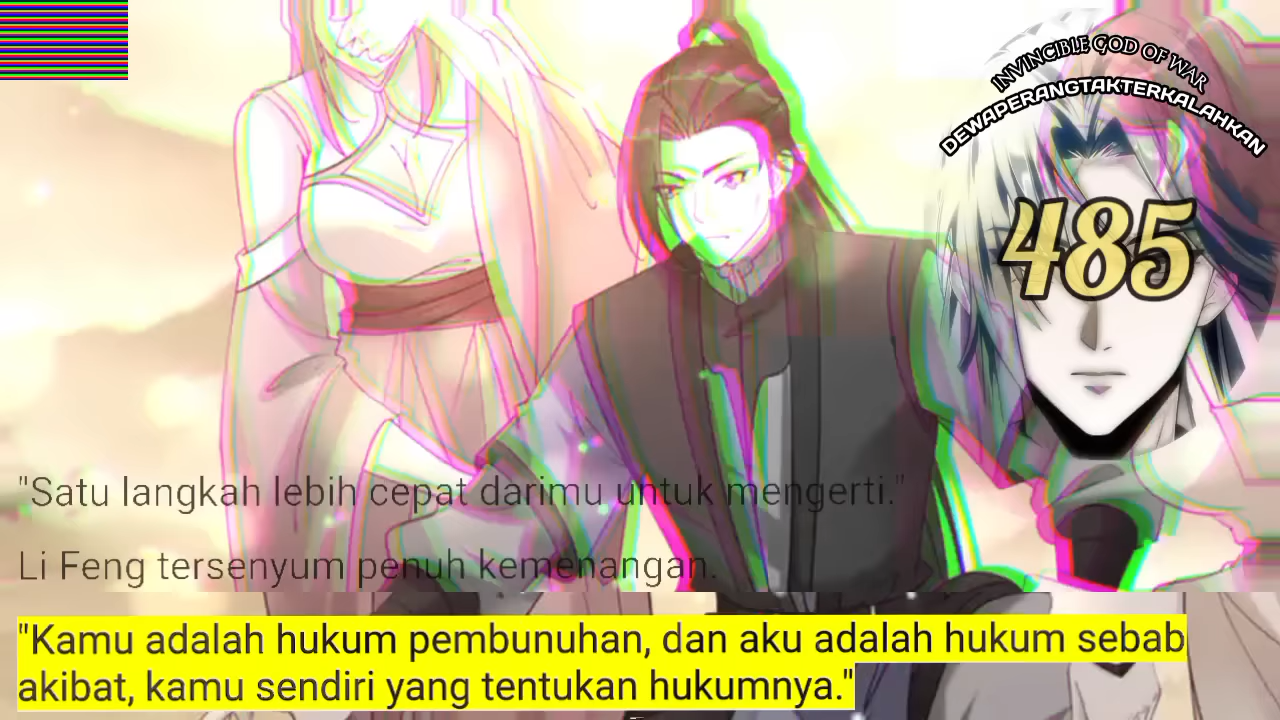 INVINCIBLE GOD OF WAR
DEWAPERANGTAKTERKALAHKAN
485
"Satu langkah lebih cepat darimu untuk mengerti."
Li Feng tersenyum penuh kemenangan.
"Kamu adalah hukum pembunuhan, dan aku adalah hukum sebab
akibat, kamu sendiri yang tentukan hukumnya."